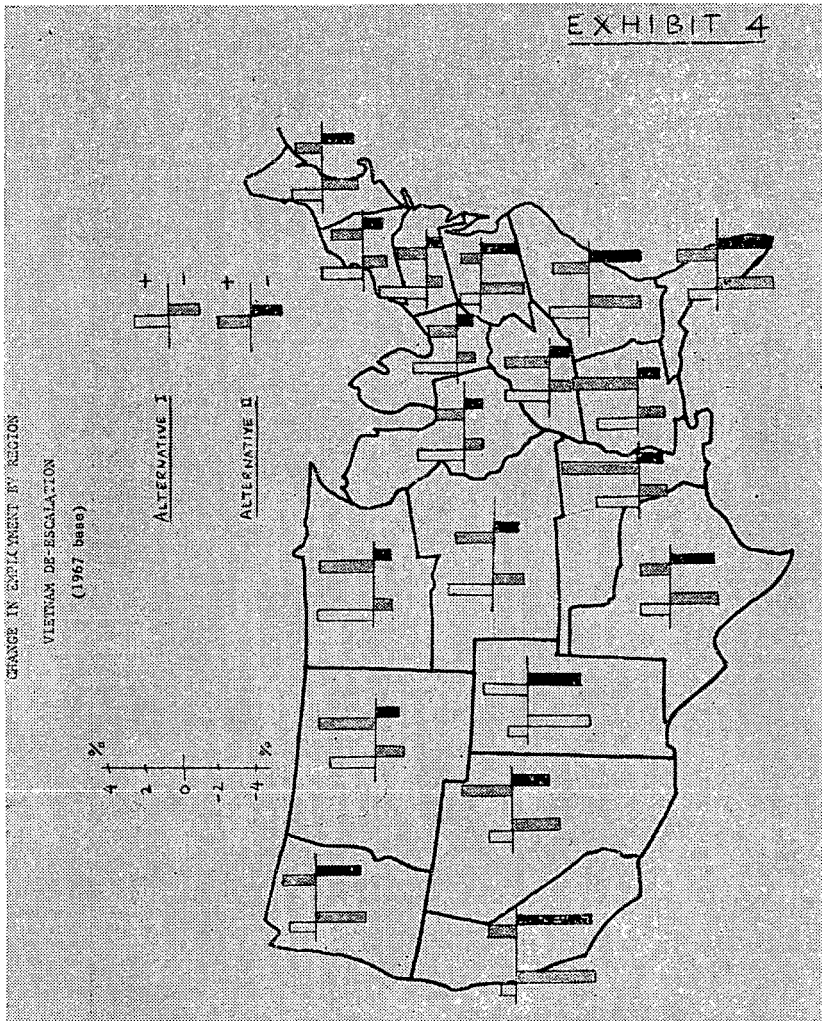 EXHIBIT 4
CHANGE IN EMPLOYMENT BY REGION
VIETNAM DE-ESCALATION
(1967 base)
ALTERNATIVE I
+
-
ALTERNATIVE II
+
-
%
4
2
0
-2
-4
%